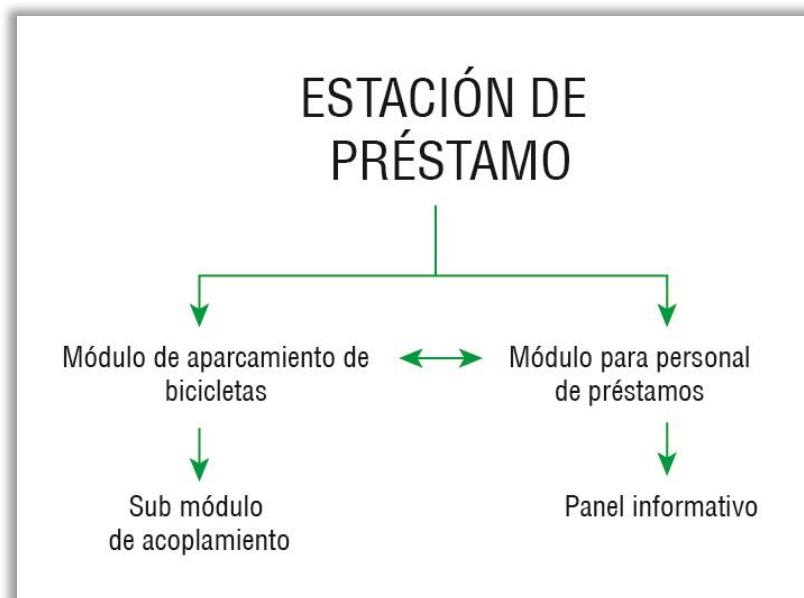 ESTACIÓN DE
PRÉSTAMO
Módulo de aparcamiento de
bicicletas
Módulo para personal
de préstamos
Sub módulo
de acoplamiento
Panel informativo